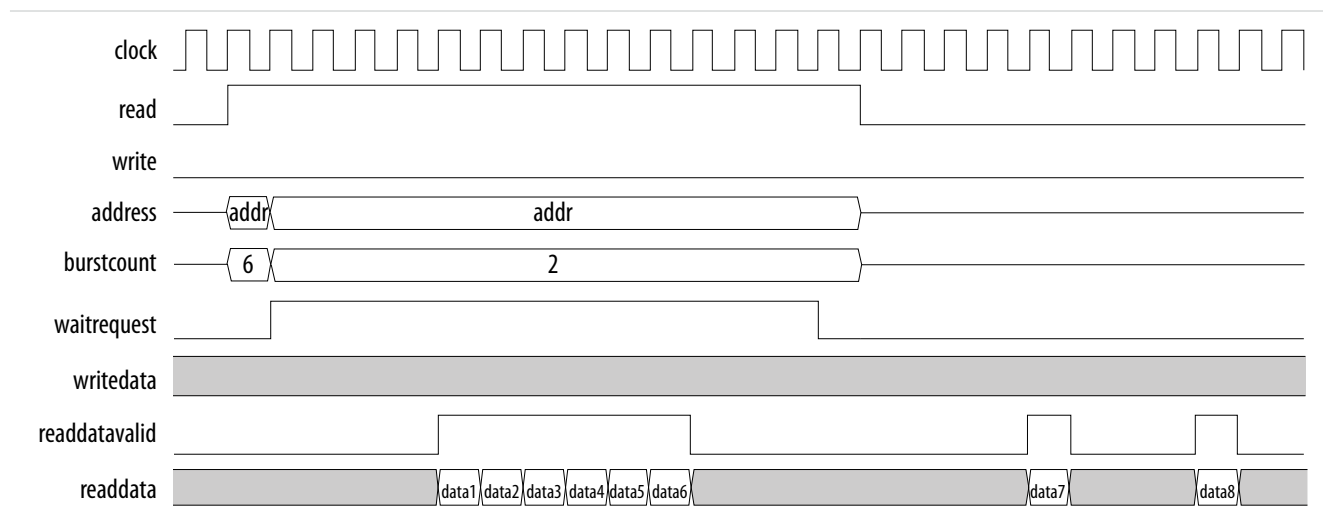 clock
read
write
address addr addr
burstcount 6 2
waitrequest
writedata
readdatavalid
readdata data1 data2 data3 data4 data5 data6 data7 data8